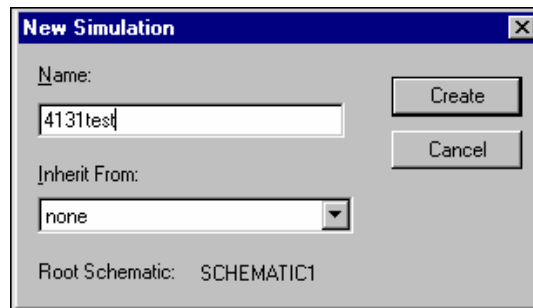 New Simulation
Name:
Create
4131test
Cancel
Inherit From:
none
Root Schematic: SCHEMATIC1